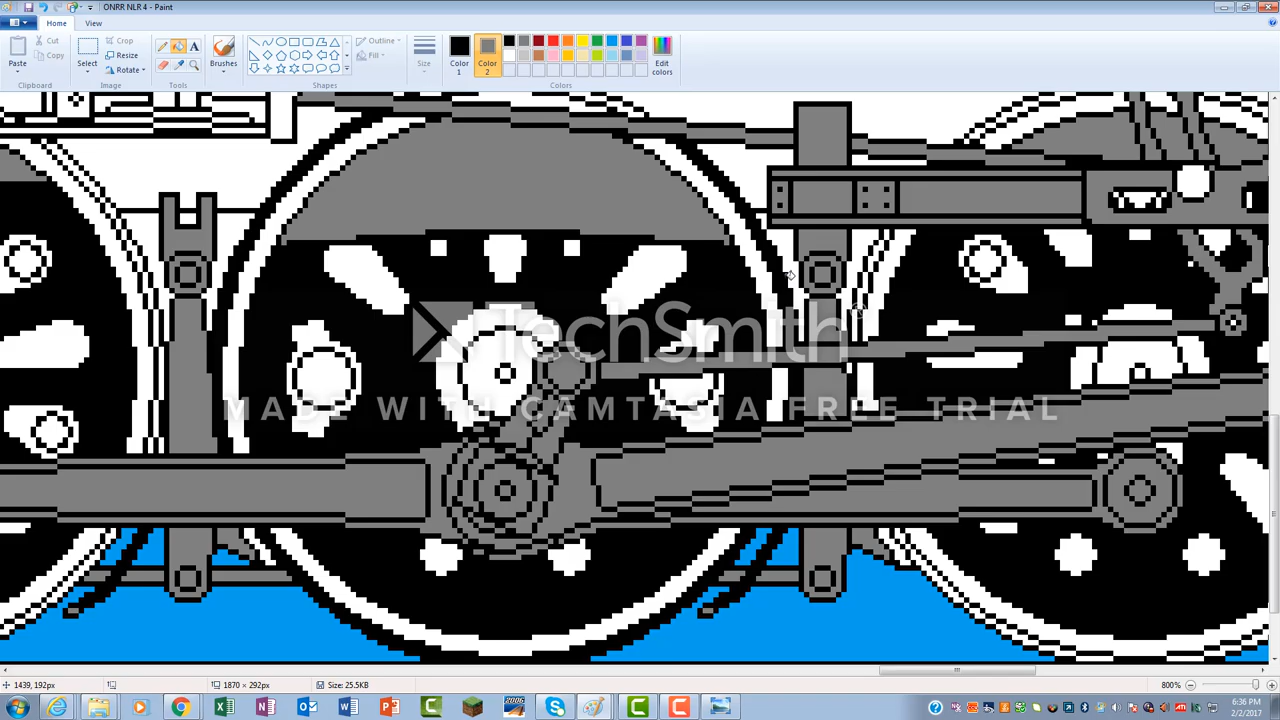 ONRR NLR 4 - Paint
Home View
Paste
Cut
Copy
Clipboard
Select
Crop
Resize
Rotate
Image
A
Tools
Brushes
Outline
Fill
Shapes
Size
Color 1
Color 2
Edit colors
Colors
TechSmith
MADE WITH CAMTASIA FREE TRIAL
1439, 192px
1870 × 292px
Size: 25.5KB
800%
2006
6:36 PM
2/2/2017